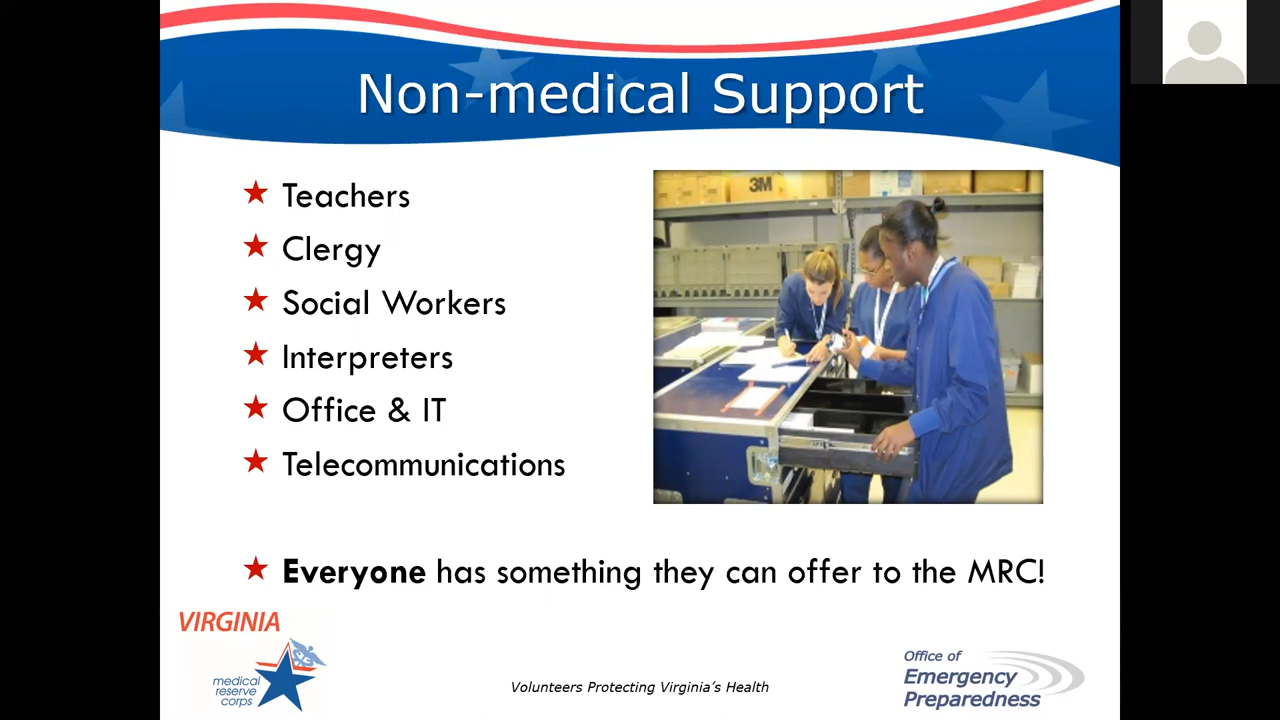 Non-medical Support
Teachers
Clergy
Social Workers
Interpreters
Office & IT
Telecommunications
3M
Everyone has something they can offer to the MRC!
VIRGINIA
medical
reserve
corps
Volunteers Protecting Virginia's Health
Office of
Emergency
Preparedness